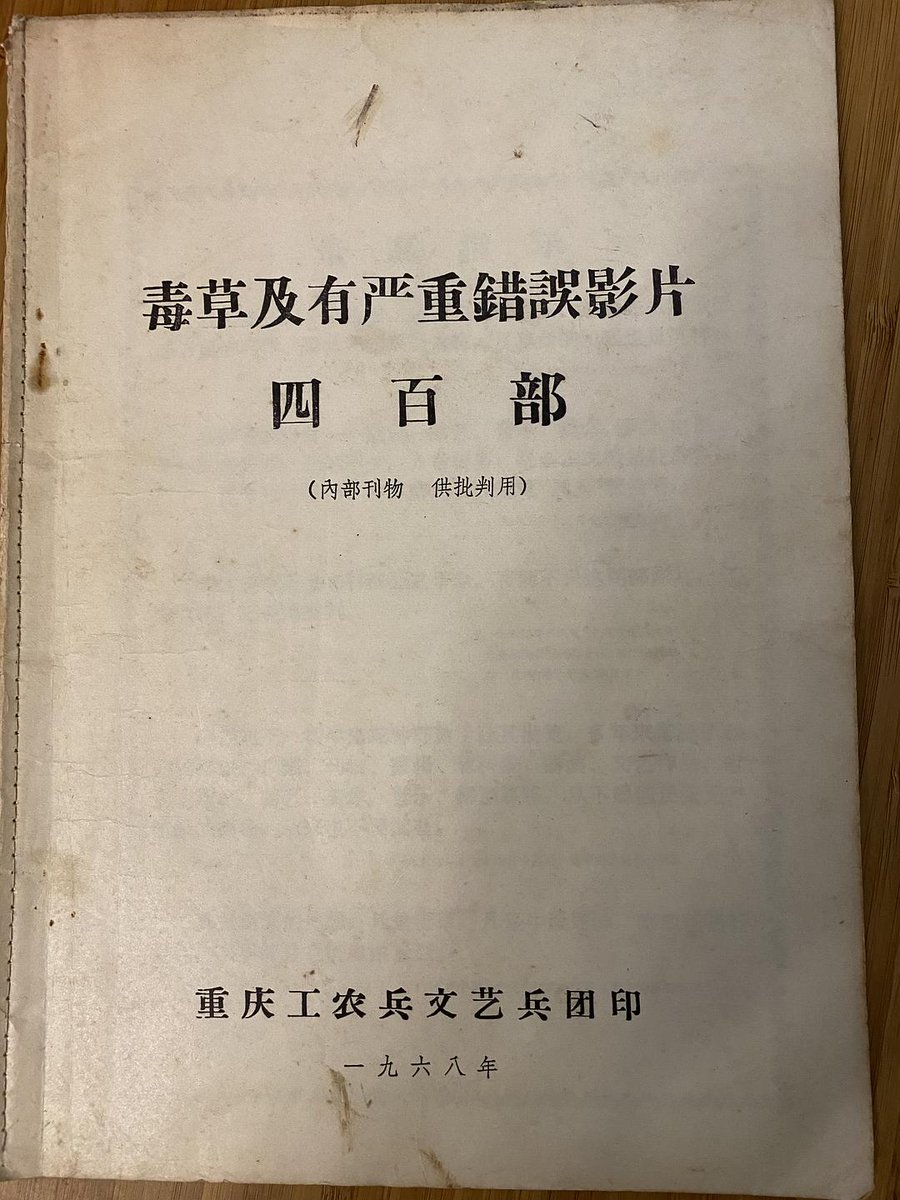 毒草及有严重錯誤影片
四百部
（內部刊物　供批判用）
重庆工农兵文艺兵团印
一九六八年